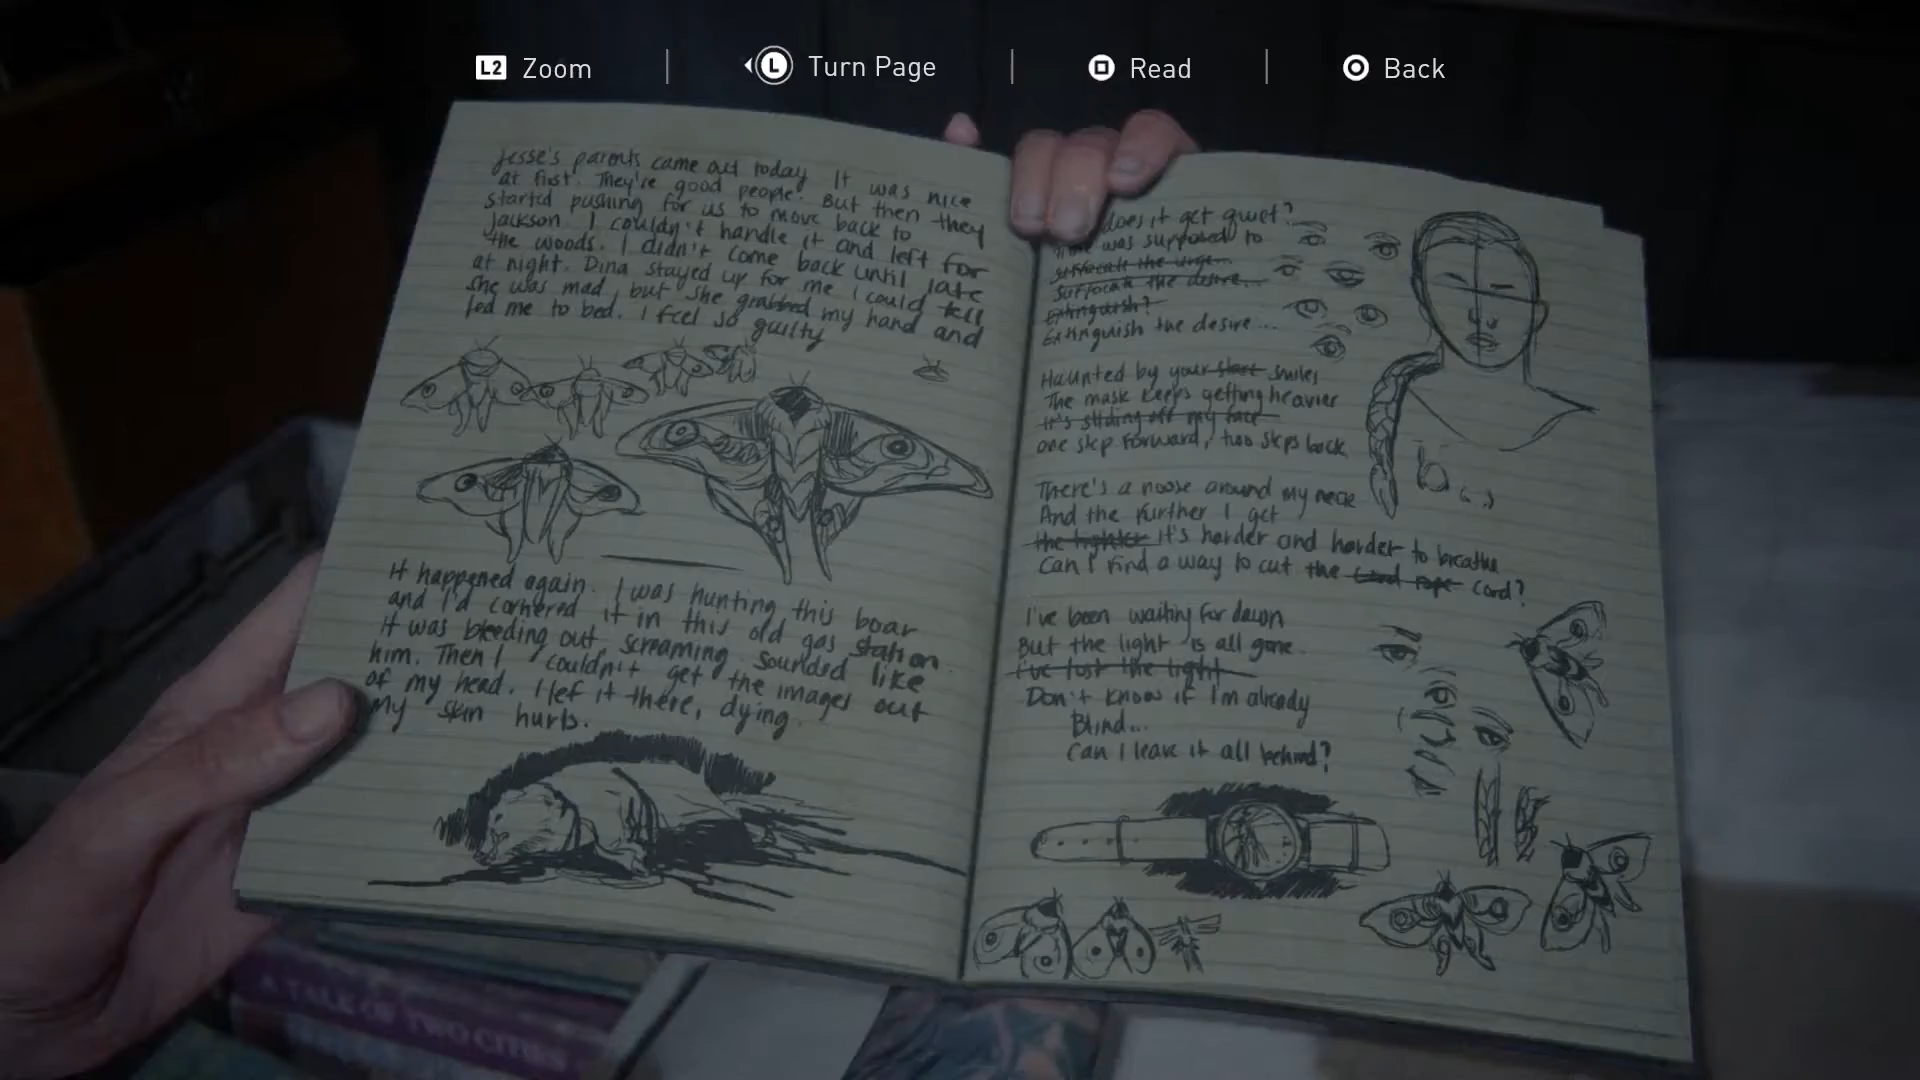 L2 Zoom
L Turn Page
Read
Back
Jesse's parents came out today It was nice
at first. They're good people. But then they
started pushing for us to move back to
Jackson I couldn't handle it and left for
the woods. I didn't come back until late
at night. Dina stayed up for me I could tell
she was mad, but she grabbed my hand and
led me to bed. I feel so guilty
It happened again. I was hunting this boar
and I'd cornered it in this old gas station
it was bleeding out, screaming sounded like
him. Then I couldn't get the images out
of my head. I lef it there, dying.
My skin hurts.
does it get quiet?
was supposed to
suffocate the urge...
Suffocate the desire...
Extinguish?
Extinguish the desire...
Haunted by your smiles
The mask keeps getting heavier
It's sliding off my face
one step forward, two steps back
There's a noose around my neck
And the further I get
the tighter it's harder and harder to breathe
Can I find a way to cut the cord rope cord?
I've been waiting for dawn
But the light is all gone.
I've lost the light
Don't know if I'm already
Blind...
Can I leave it all behind?
A TALE OF TWO CITIES